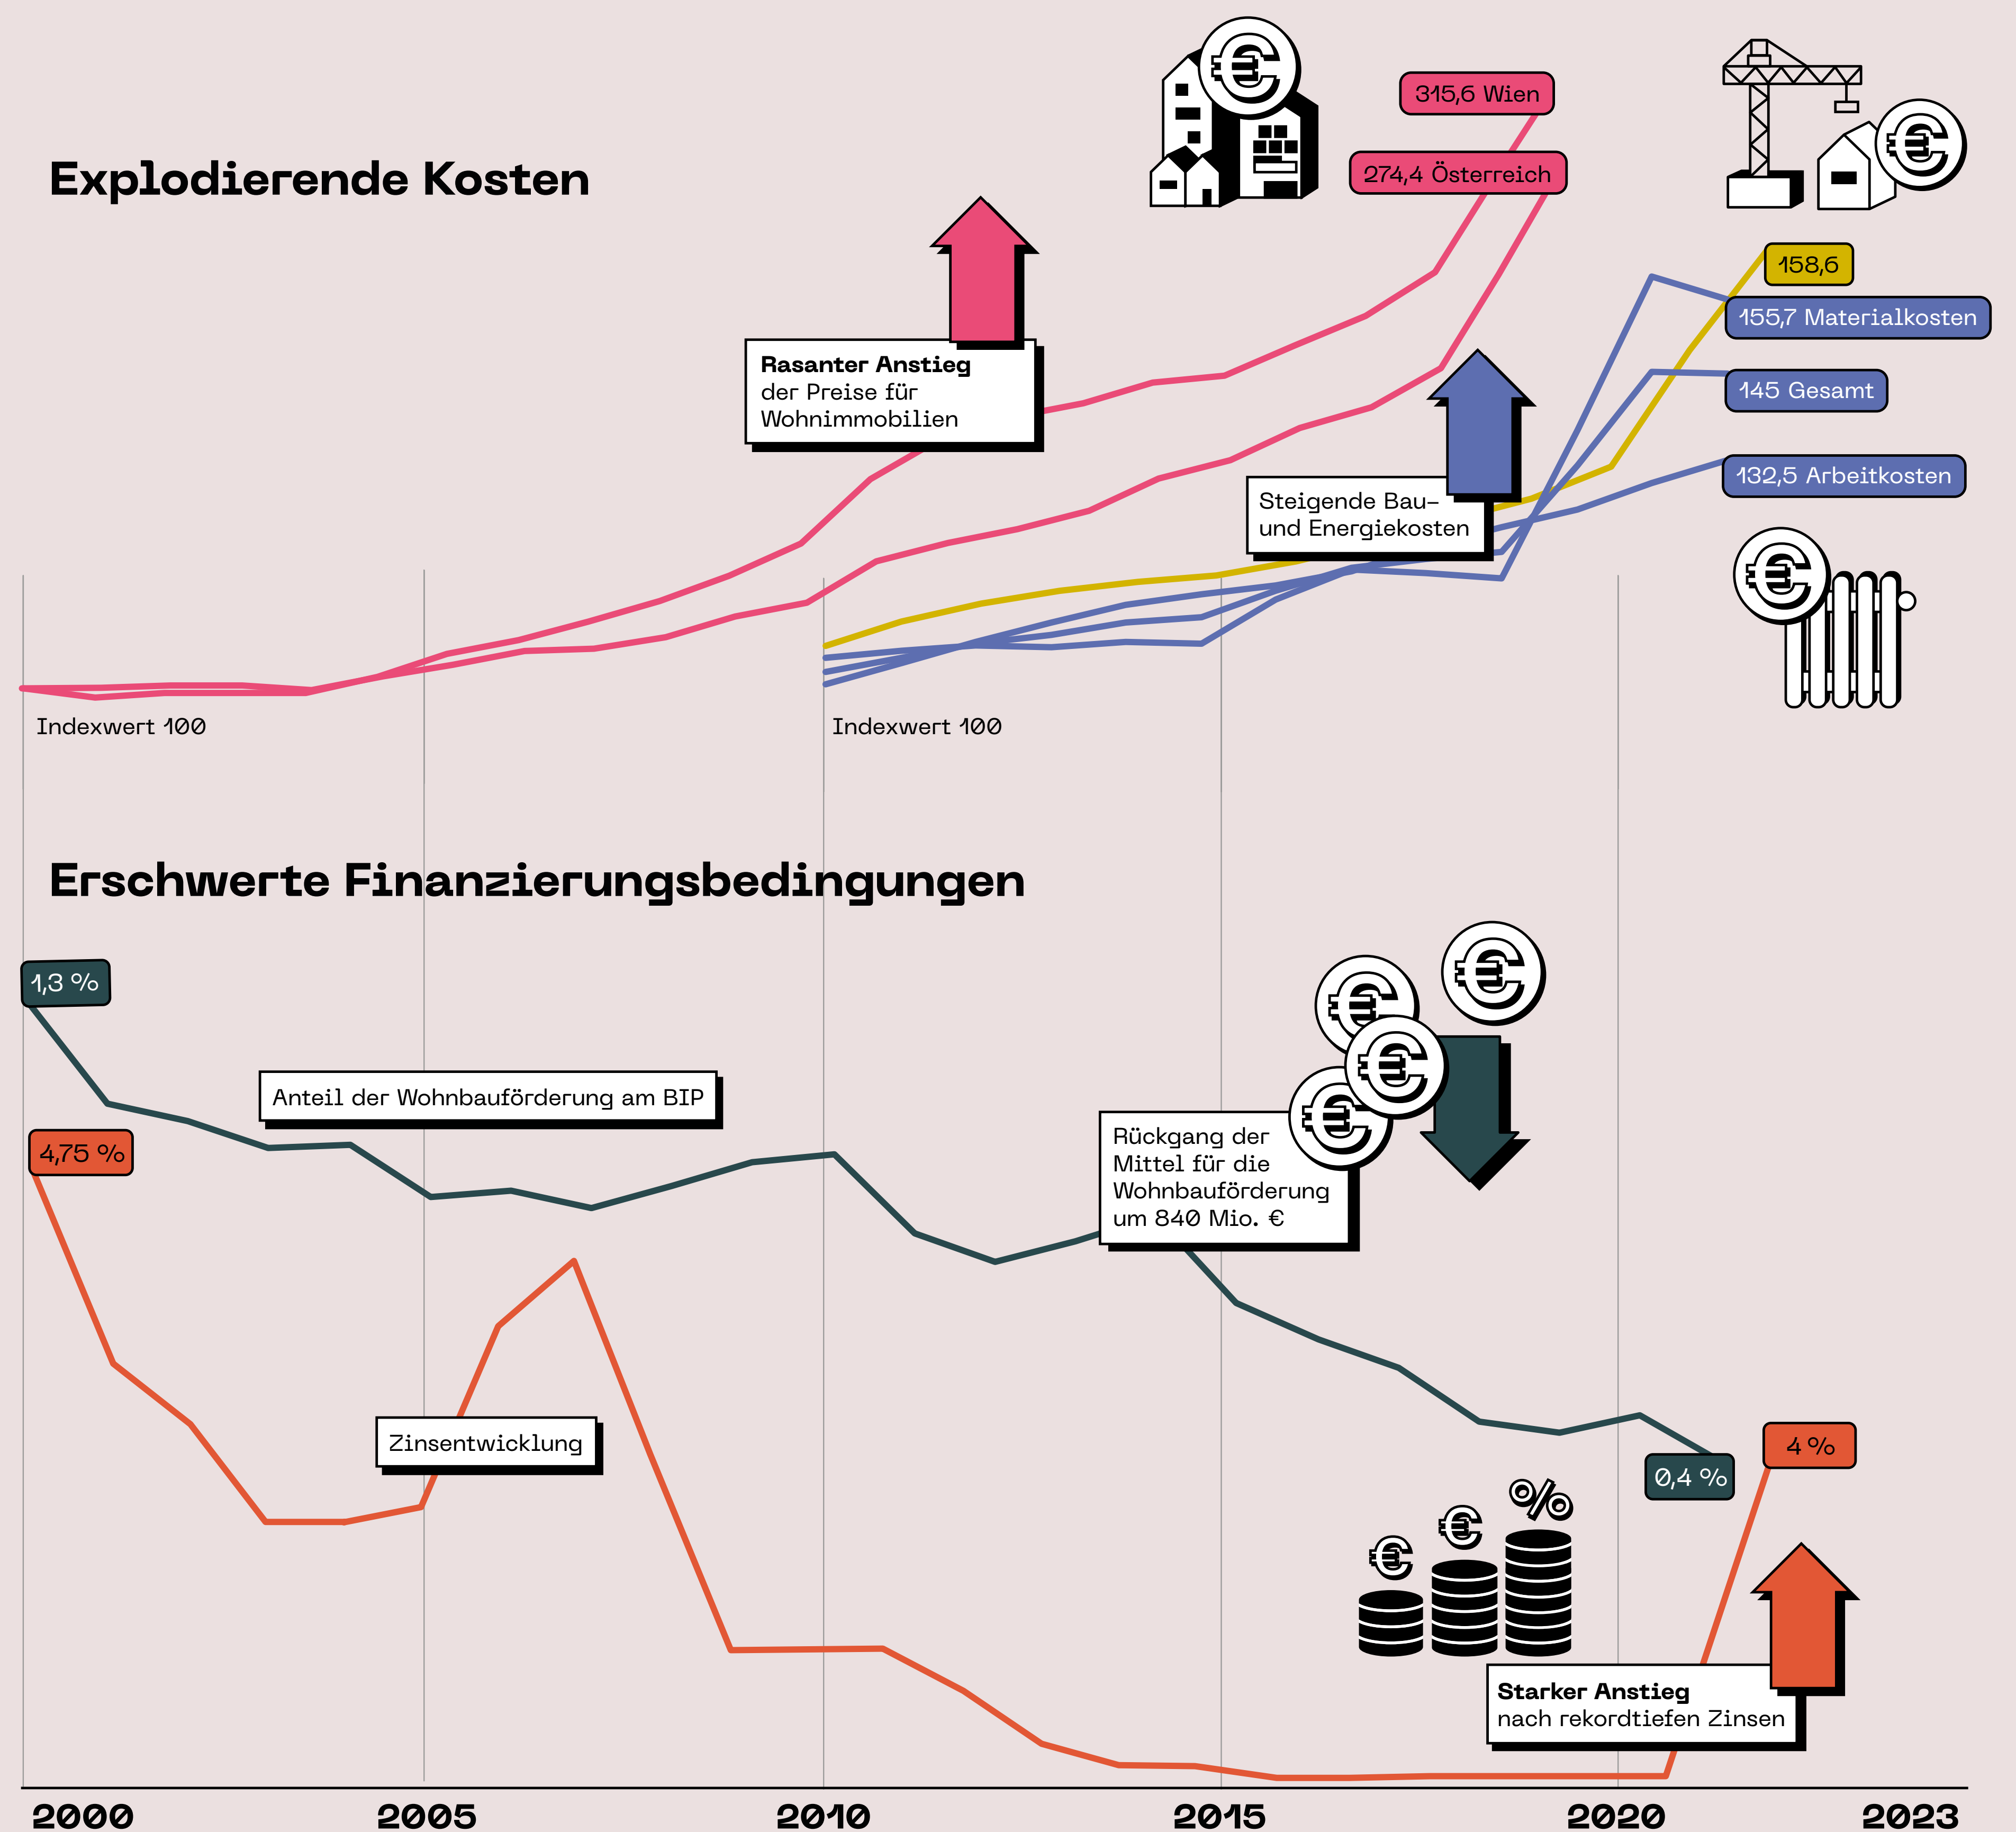 Explodierende Kosten
315,6 Wien
274,4 Österreich
158,6
155,7 Materialkosten
145 Gesamt
132,5 Arbeitkosten
Rasanter Anstieg
der Preise für
Wohnimmobilien
Steigende Bau–
und Energiekosten
Indexwert 100
Indexwert 100
€
€
€
Erschwerte Finanzierungsbedingungen
1,3 %
Anteil der Wohnbauförderung am BIP
4,75 %
Rückgang der
Mittel für die
Wohnbauförderung
um 840 Mio. €
€
€
€
€
Zinsentwicklung
0,4 %
4 %
€
€
%
Starker Anstieg
nach rekordtiefen Zinsen
2000
2005
2010
2015
2020
2023